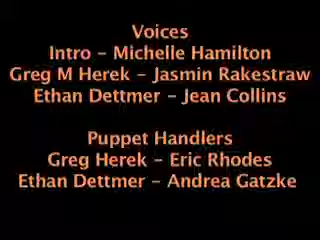 Voices
Intro - Michelle Hamilton
Greg M Herek - Jasmin Rakestraw
Ethan Dettmer - Jean Collins
Puppet Handlers
Greg Herek - Eric Rhodes
Ethan Dettmer - Andrea Gatzke